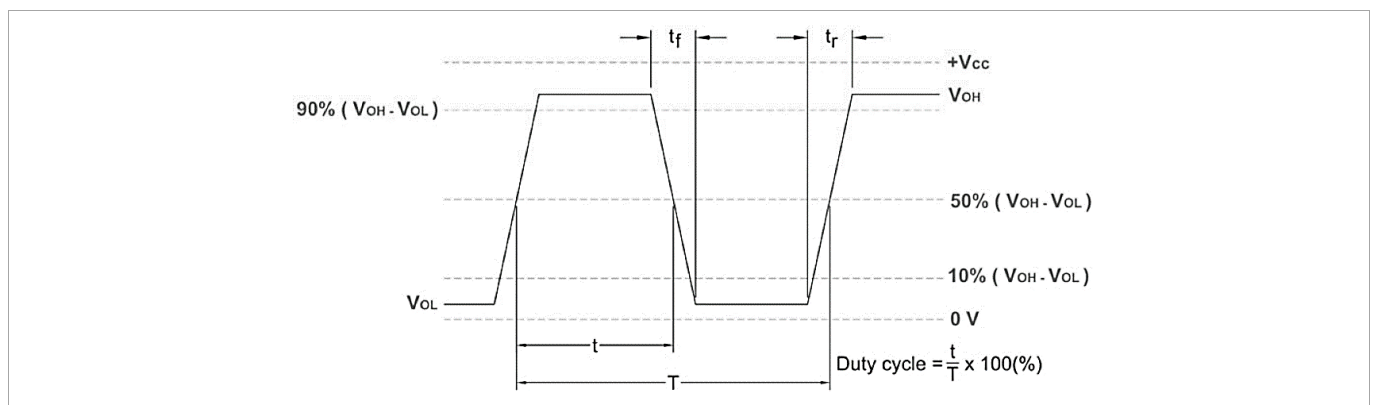 tf
tr
+VCC
90% ( VOH - VOL )
VOH
50% ( VOH - VOL )
10% ( VOH - VOL )
VOL
0 V
t
Duty cycle = t/T x 100(%)
T